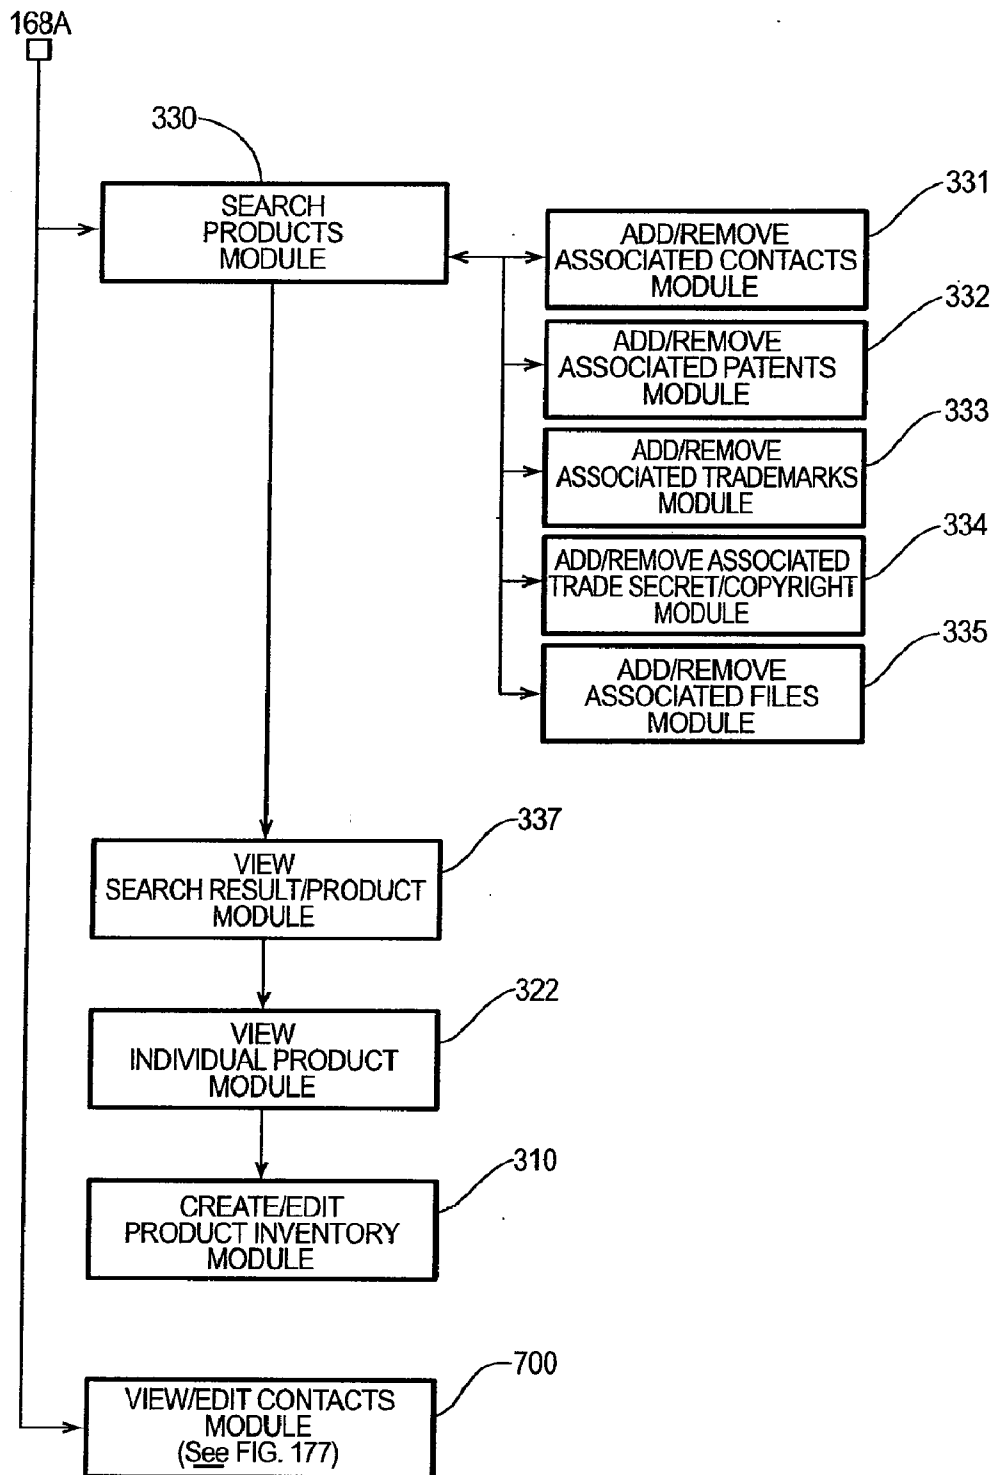 168A
330
SEARCH
PRODUCTS
MODULE
331
ADD/REMOVE
ASSOCIATED CONTACTS
MODULE
332
ADD/REMOVE
ASSOCIATED PATENTS
MODULE
333
ADD/REMOVE
ASSOCIATED TRADEMARKS
MODULE
334
ADD/REMOVE ASSOCIATED
TRADE SECRET/COPYRIGHT
MODULE
335
ADD/REMOVE
ASSOCIATED FILES
MODULE
337
VIEW
SEARCH RESULT/PRODUCT
MODULE
322
VIEW
INDIVIDUAL PRODUCT
MODULE
310
CREATE/EDIT
PRODUCT INVENTORY
MODULE
700
VIEW/EDIT CONTACTS
MODULE
(See FIG. 177)